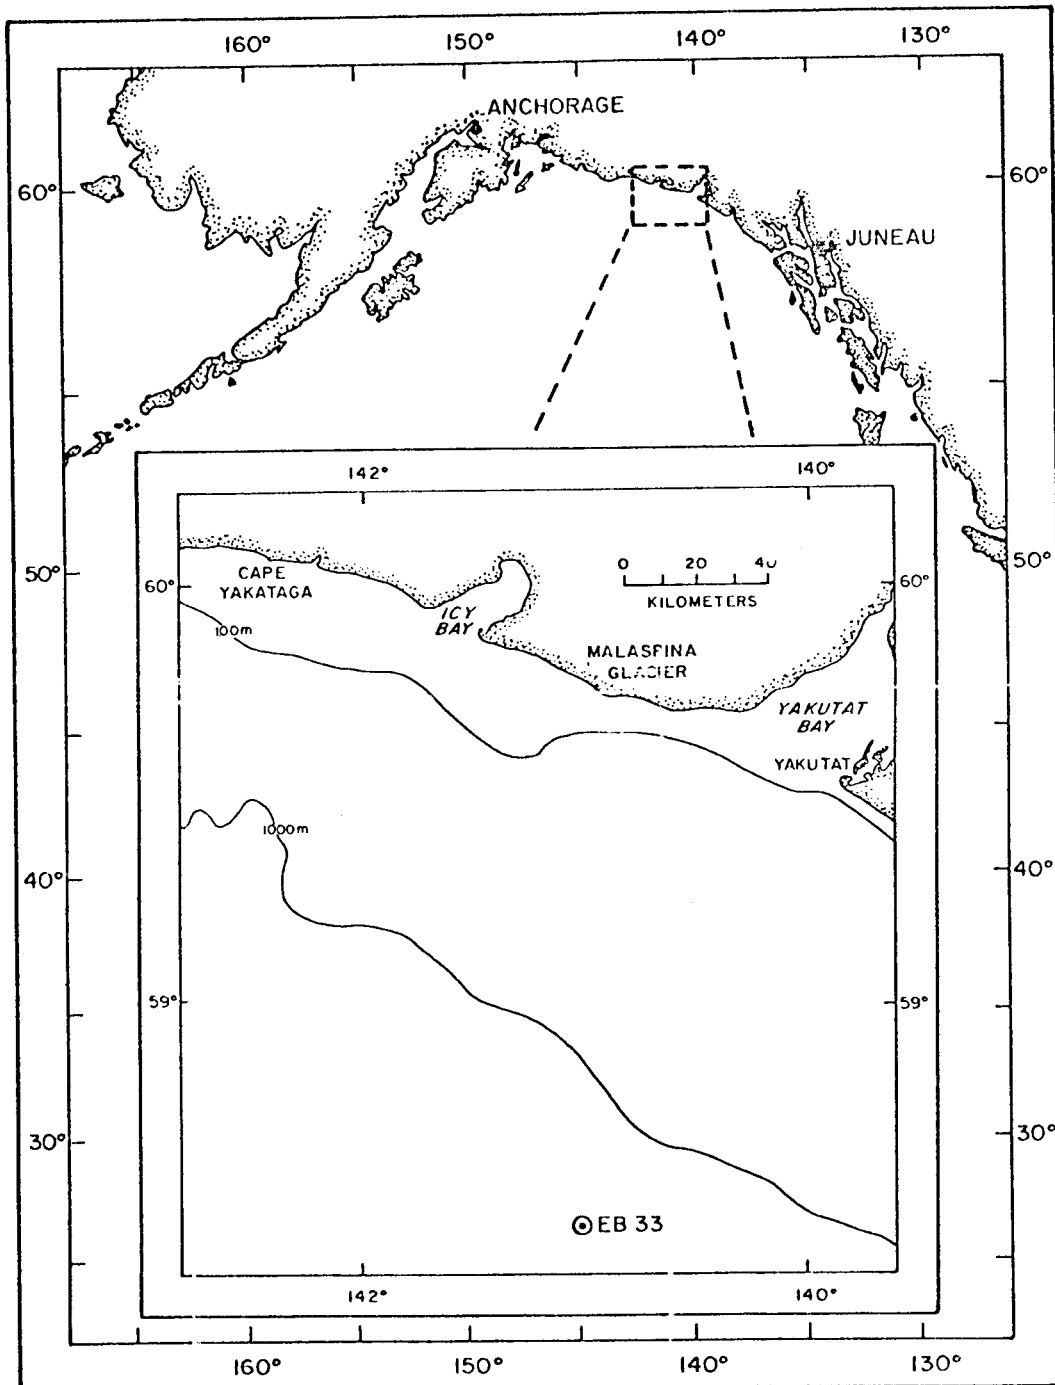 160° 150° 140° 130°
ANCHORAGE
60° 60°
JUNEAU
142° 140°
0 20 40
KILOMETERS
60° 60°
CAPE
YAKATAGA
ICY
BAY
100m
MALASPINA
GLACIER
YAKUTAT
BAY
YAKUTAT
50° 50°
1000m
40° 40°
59° 59°
30° 30°
EB 33
142° 140°
160° 150° 140° 130°